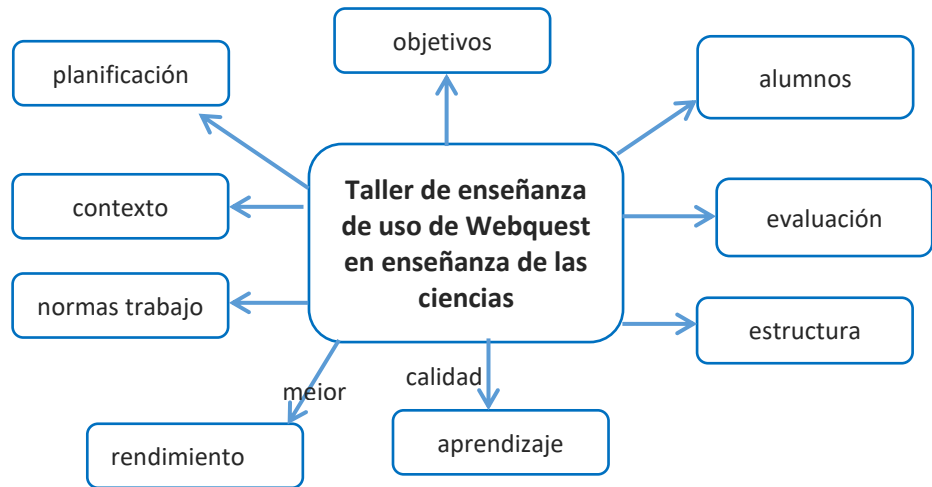 objetivos
planificación
alumnos
Taller de enseñanza
de uso de Webquest
en enseñanza de las
ciencias
contexto
evaluación
normas trabajo
estructura
mejor
calidad
rendimiento
aprendizaje